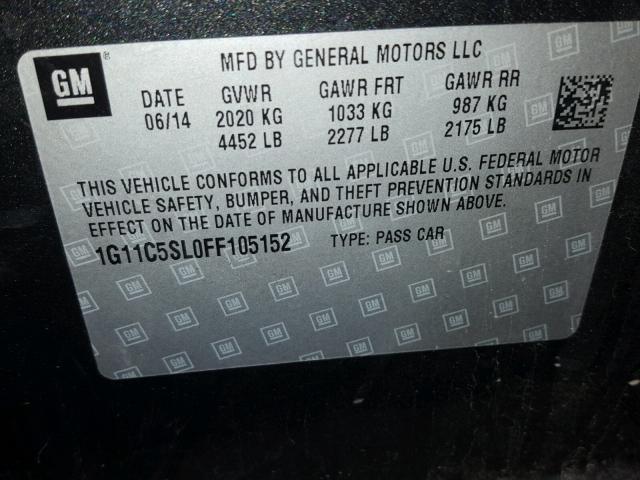 GM
MFD BY GENERAL MOTORS LLC
DATE GVWR GAWR FRT GAWR RR
06/14 2020 KG 1033 KG 987 KG
4452 LB 2277 LB 2175 LB
THIS VEHICLE CONFORMS TO ALL APPLICABLE U.S. FEDERAL MOTOR
VEHICLE SAFETY, BUMPER, AND THEFT PREVENTION STANDARDS IN
EFFECT ON THE DATE OF MANUFACTURE SHOWN ABOVE.
1G11C5SL0FF105152 TYPE: PASS CAR